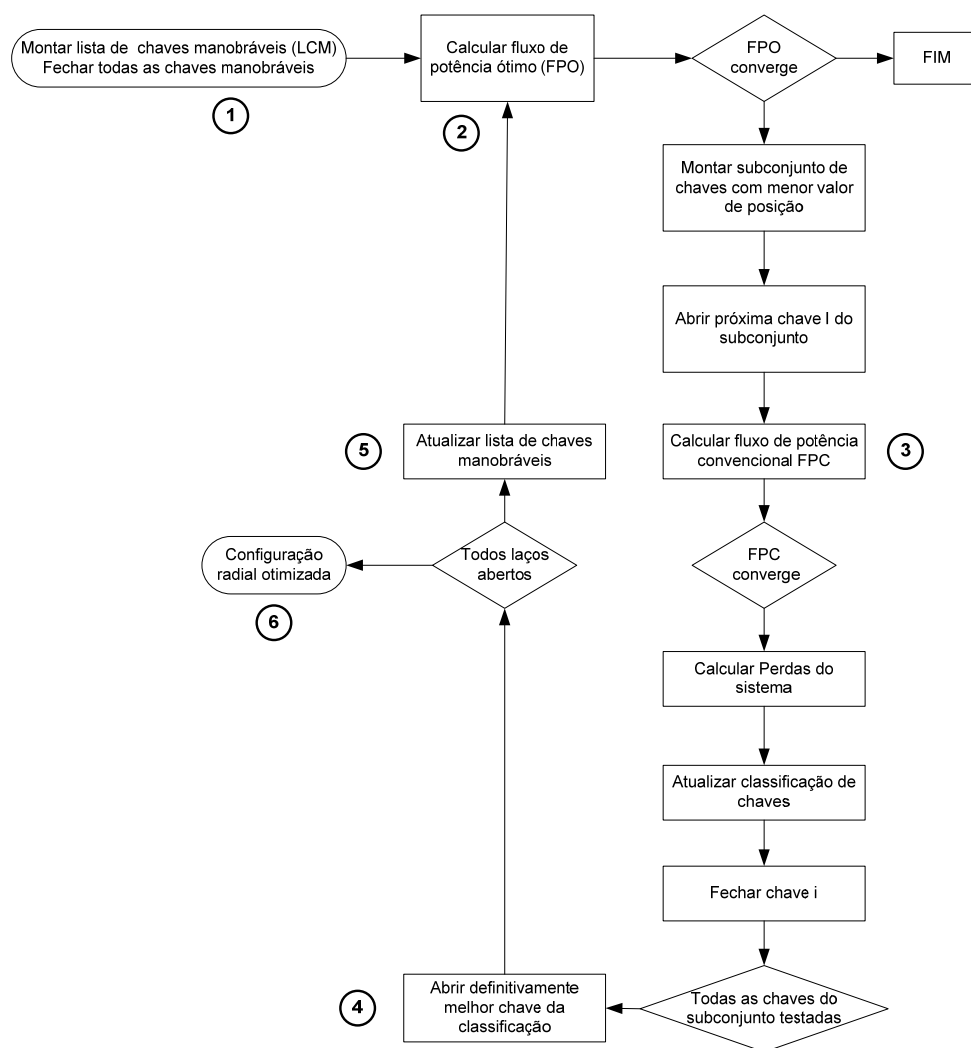 Montar lista de chaves manobráveis (LCM)
Fechar todas as chaves manobráveis
1
Calcular fluxo de
potência ótimo (FPO)
2
FPO
converge
FIM
Montar subconjunto de
chaves com menor valor
de posição
Abrir próxima chave I do
subconjunto
Calcular fluxo de potência
convencional FPC
3
FPC
converge
Calcular Perdas do
sistema
Atualizar classificação de
chaves
Fechar chave i
Todas as chaves do
subconjunto testadas
4
Abrir definitivamente
melhor chave da
classificação
Todos laços
abertos
5
Atualizar lista de chaves
manobráveis
Configuração
radial otimizada
6